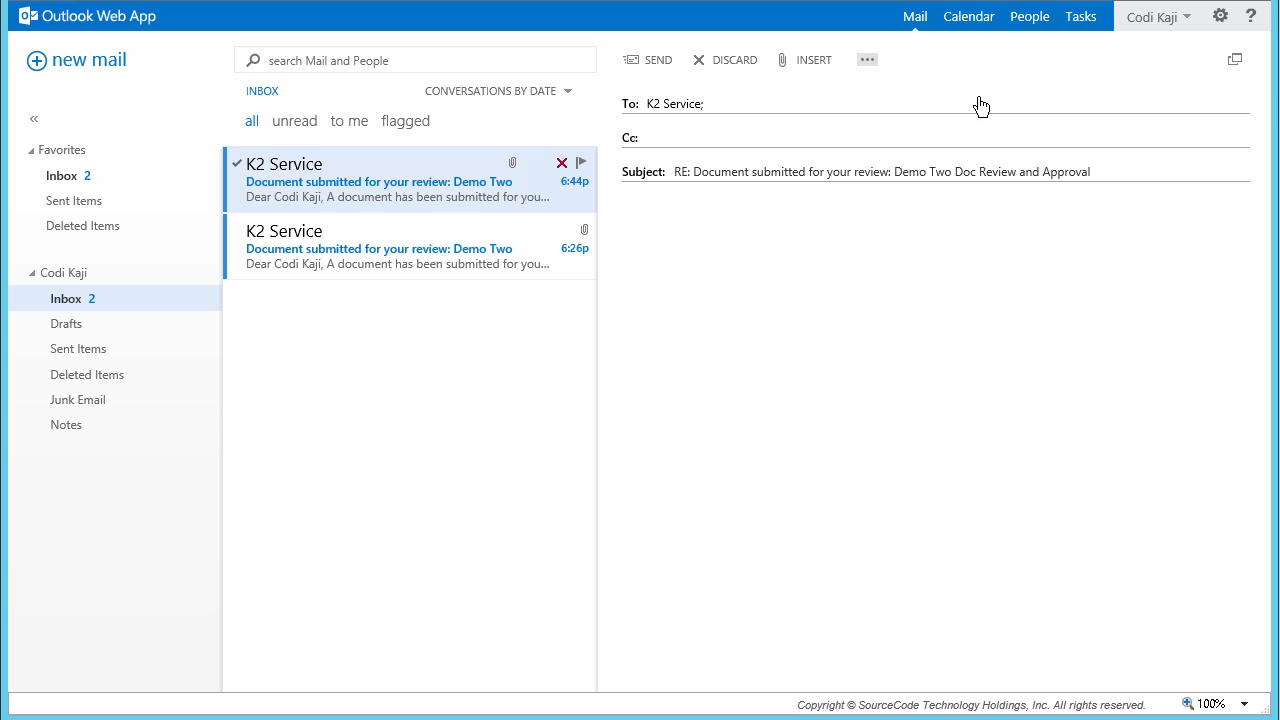 Outlook Web App
Mail Calendar People Tasks Codi Kaji ?
new mail
search Mail and People
SEND DISCARD INSERT •••
INBOX CONVERSATIONS BY DATE
all unread to me flagged
«
Favorites
Inbox 2
Sent Items
Deleted Items
Codi Kaji
Inbox 2
Drafts
Sent Items
Deleted Items
Junk Email
Notes
K2 Service
Document submitted for your review: Demo Two 6:44p
Dear Codi Kaji, A document has been submitted for you...
K2 Service
Document submitted for your review: Demo Two 6:26p
Dear Codi Kaji, A document has been submitted for you...
To: K2 Service;
Cc:
Subject: RE: Document submitted for your review: Demo Two Doc Review and Approval
Copyright © SourceCode Technology Holdings, Inc. All rights reserved. 100%